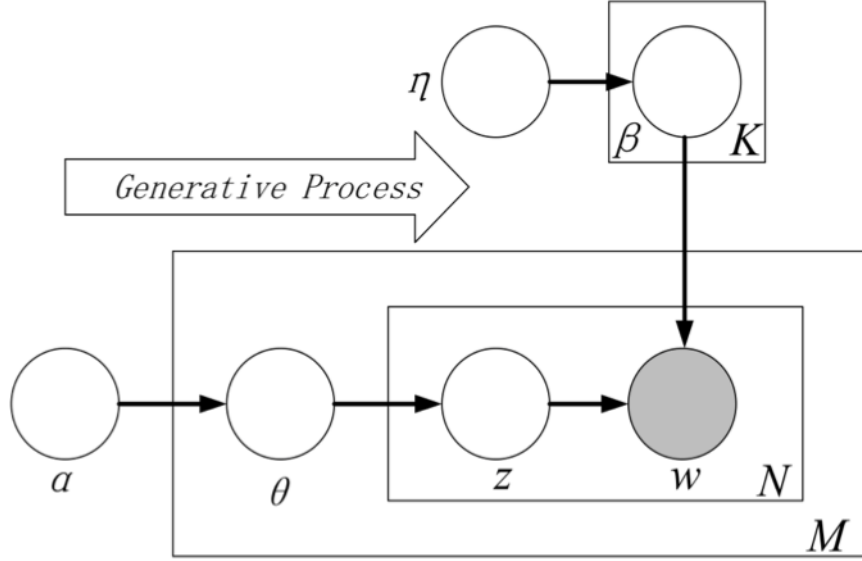 η
β K
Generative Process
α
θ
z
w
N
M